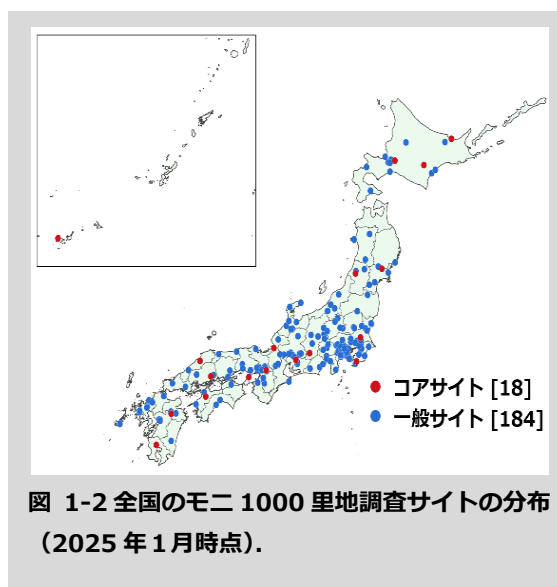 コアサイト [18]
一般サイト [184]
図 1-2 全国のモニ 1000 里地調査サイトの分布
（2025 年１月時点）．